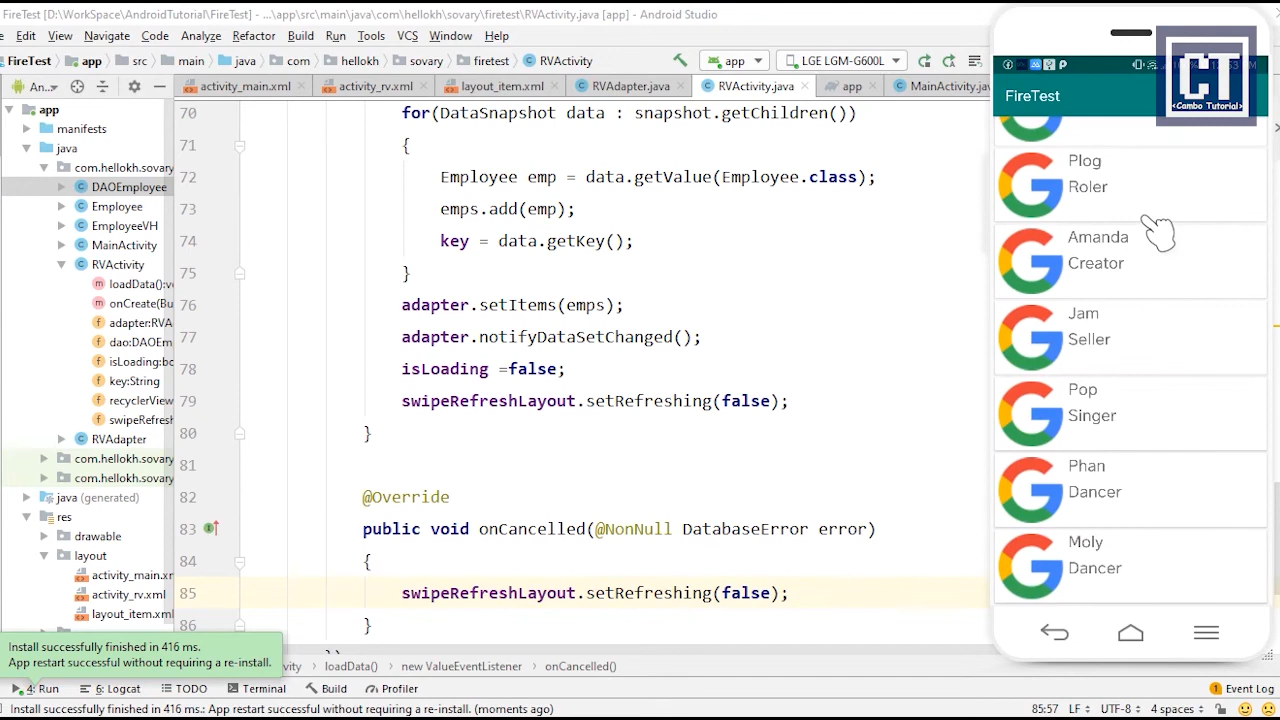 FireTest [D:\WorkSpace\AndroidTutorial\FireTest] - ...\app\src\main\java\com\hellokh\sovary\firetest\RVActivity.java [app] - Android Studio
Edit View Navigate Code Analyze Refactor Build Run Tools VCS Window Help
FireTest app src main java com hellokh sovary firetest RVActivity app LGE LGM-G600L
An...
activity_main.xml activity_rv.xml layout_item.xml RVAdapter.java RVActivity.java app MainActivity.jav
app
manifests
java
com.hellokh.sovary
DAOEmployee
Employee
EmployeeVH
MainActivity
RVActivity
loadData():v
onCreate(Bu
adapter:RVA
dao:DAOEm
isLoading:bo
key:String
recyclerView
swipeRefresh
RVAdapter
com.hellokh.sovary
com.hellokh.sovary
java (generated)
res
drawable
layout
activity_main.xm
activity_rv.xml
layout_item.xml
70 for(DataSnapshot data : snapshot.getChildren())
71 {
72 Employee emp = data.getValue(Employee.class);
73 emps.add(emp);
74 key = data.getKey();
75 }
76 adapter.setItems(emps);
77 adapter.notifyDataSetChanged();
78 isLoading =false;
79 swipeRefreshLayout.setRefreshing(false);
80 }
81
82 @Override
83 public void onCancelled(@NonNull DatabaseError error)
84 {
85 swipeRefreshLayout.setRefreshing(false);
86 }
loadData() new ValueEventListener onCancelled()
Install successfully finished in 416 ms.
App restart successful without requiring a re-install.
4: Run 6: Logcat TODO Terminal Build Profiler 1 Event Log
Install successfully finished in 416 ms.: App restart successful without requiring a re-install. (moments ago) 85:57 LF UTF-8 4 spaces
CT
<Cambo Tutorial>
FireTest
Plog
Roler
Amanda
Creator
Jam
Seller
Pop
Singer
Phan
Dancer
Moly
Dancer